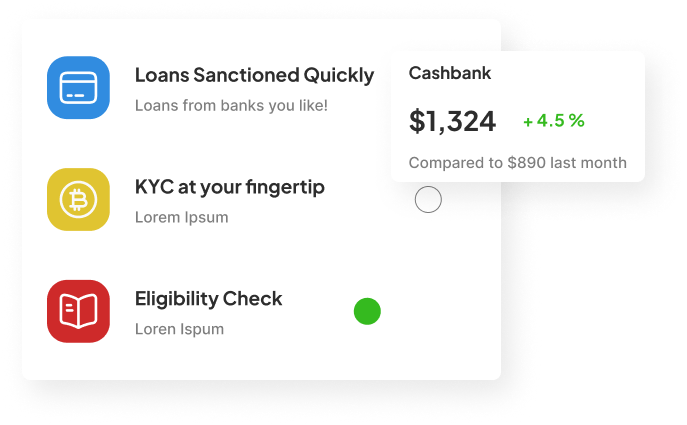 Loans Sanctioned Quickly
Loans from banks you like!
Cashbank
$1,324 + 4.5 %
Compared to $890 last month
KYC at your fingertip
Lorem Ipsum
Eligibility Check
Loren Ispum